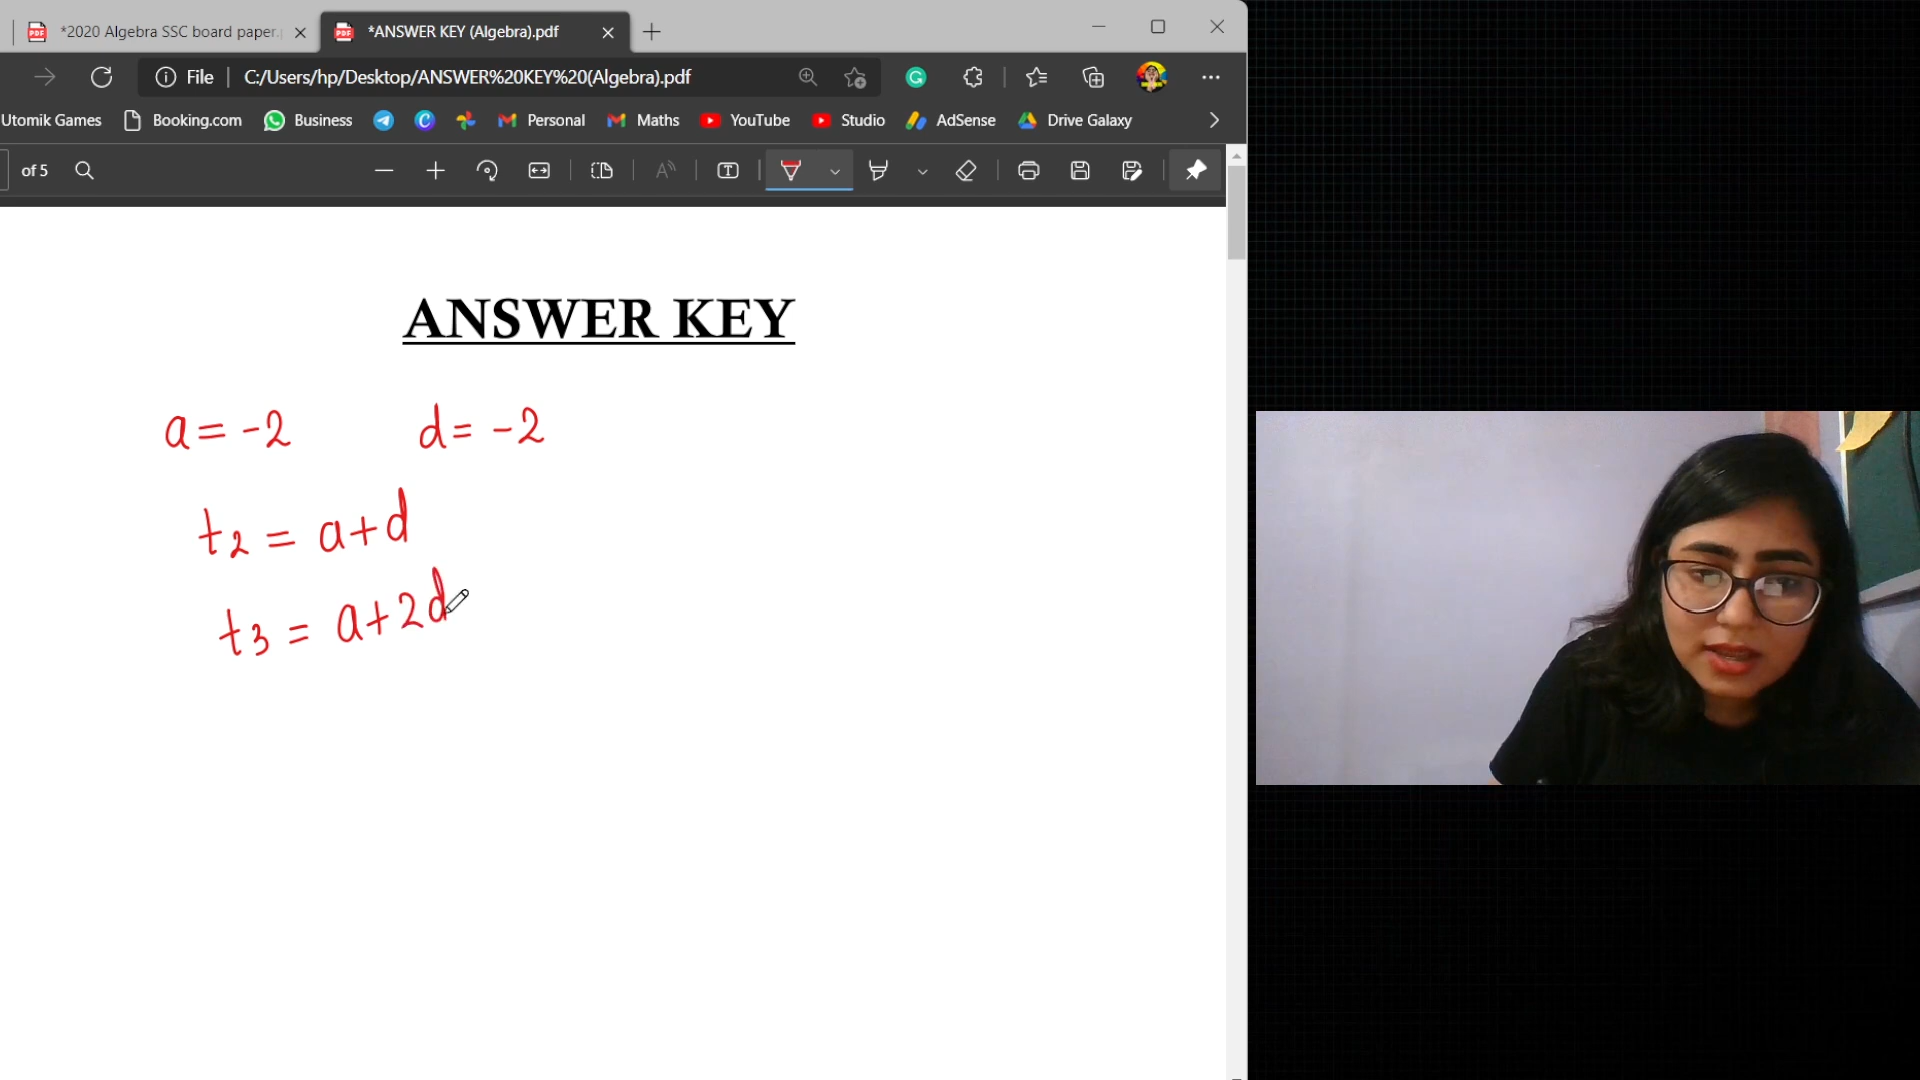 *2020 Algebra SSC board paper.p
*ANSWER KEY (Algebra).pdf
File
C:/Users/hp/Desktop/ANSWER%20KEY%20(Algebra).pdf
Utomik Games
Booking.com
Business
Personal
Maths
YouTube
Studio
AdSense
Drive Galaxy
of 5
ANSWER KEY
a = -2 d = -2
t2 = a+d
t3 = a+2d